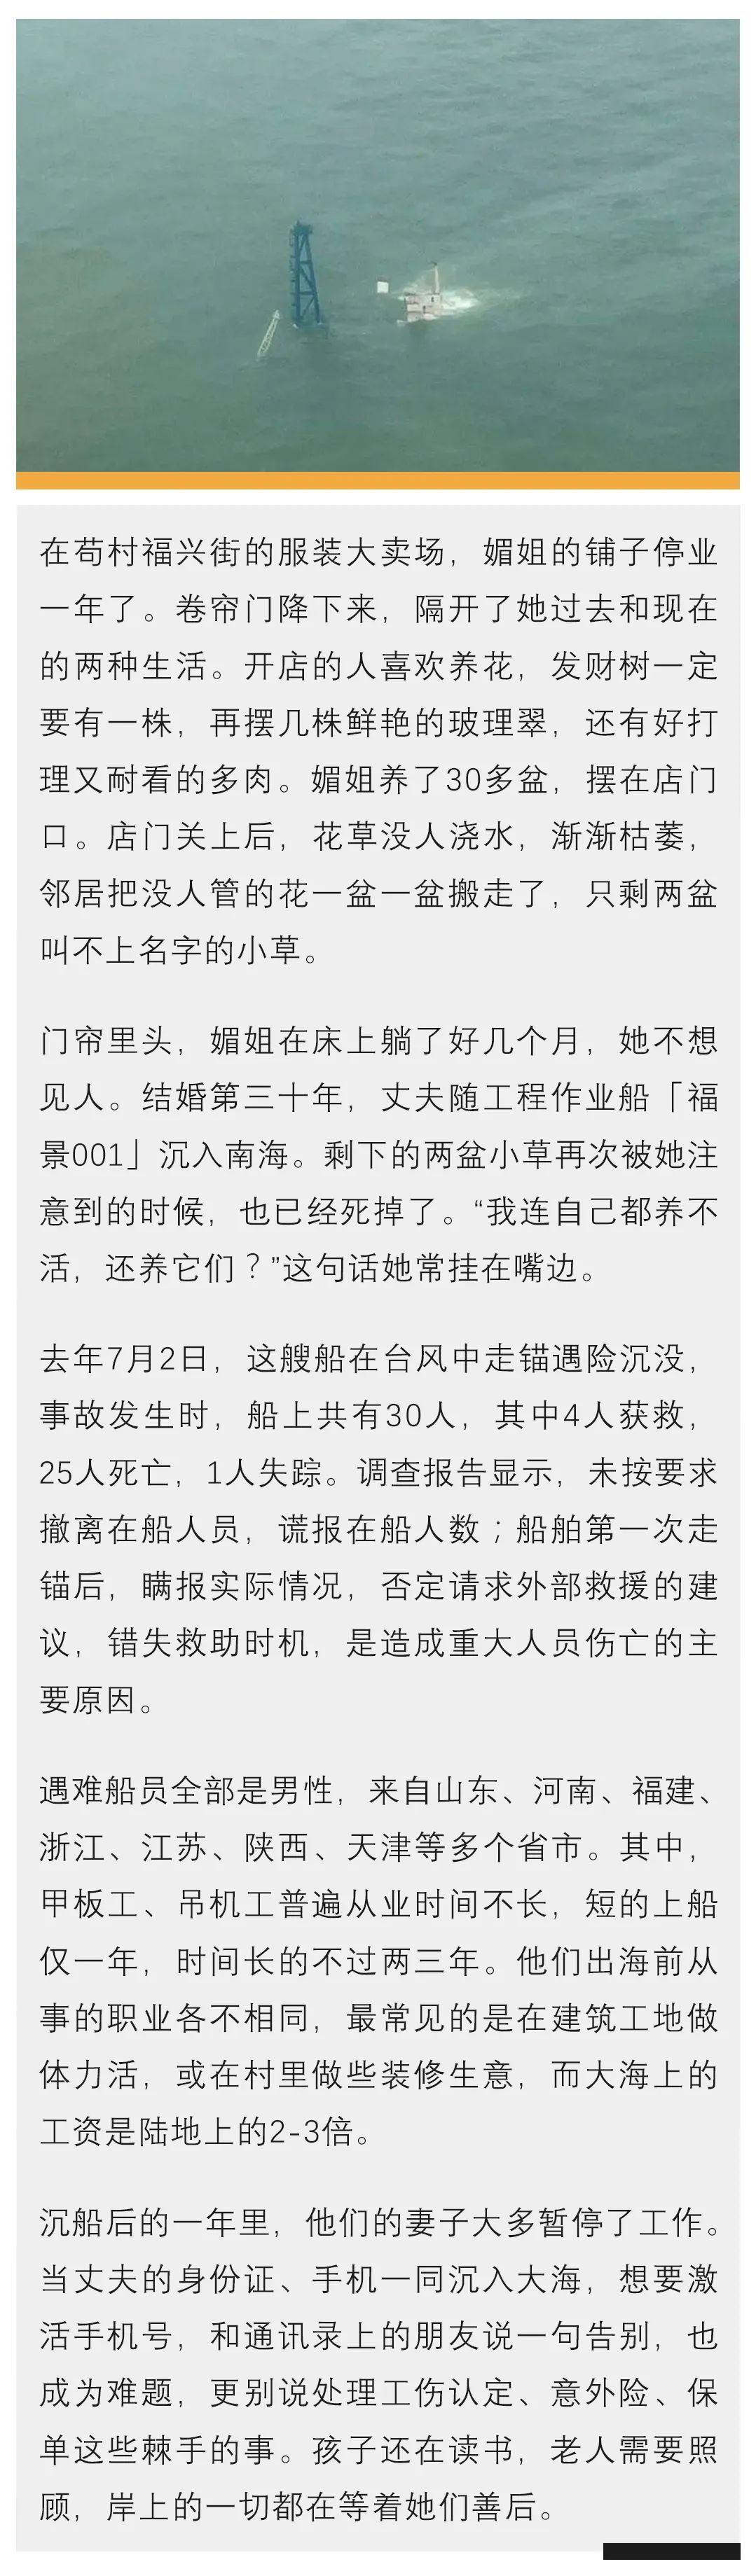 在苟村福兴街的服装大卖场，媚姐的铺子停业
一年了。卷帘门降下来，隔开了她过去和现在
的两种生活。开店的人喜欢养花，发财树一定
要有一株，再摆几株鲜艳的玻理翠，还有好打
理又耐看的多肉。媚姐养了30多盆，摆在店门
口。店门关上后，花草没人浇水，渐渐枯萎，
邻居把没人管的花一盆一盆搬走了，只剩两盆
叫不上名字的小草。
门帘里头，媚姐在床上躺了好几个月，她不想
见人。结婚第三十年，丈夫随工程作业船「福
景001」沉入南海。剩下的两盆小草再次被她注
意到的时候，也已经死掉了。“我连自己都养不
活，还养它们？”这句话她常挂在嘴边。
去年7月2日，这艘船在台风中走锚遇险沉没，
事故发生时，船上共有30人，其中4人获救，
25人死亡，1人失踪。调查报告显示，未按要求
撤离在船人员，谎报在船人数；船舶第一次走
锚后，瞒报实际情况，否定请求外部救援的建
议，错失救助时机，是造成重大人员伤亡的主
要原因。
遇难船员全部是男性，来自山东、河南、福建、
浙江、江苏、陕西、天津等多个省市。其中，
甲板工、吊机工普遍从业时间不长，短的上船
仅一年，时间长的不过两三年。他们出海前从
事的职业各不相同，最常见的是在建筑工地做
体力活，或在村里做些装修生意，而大海上的
工资是陆地上的2-3倍。
沉船后的一年里，他们的妻子大多暂停了工作。
当丈夫的身份证、手机一同沉入大海，想要激
活手机号，和通讯录上的朋友说一句告别，也
成为难题，更别说处理工伤认定、意外险、保
单这些棘手的事。孩子还在读书，老人需要照
顾，岸上的一切都在等着她们善后。